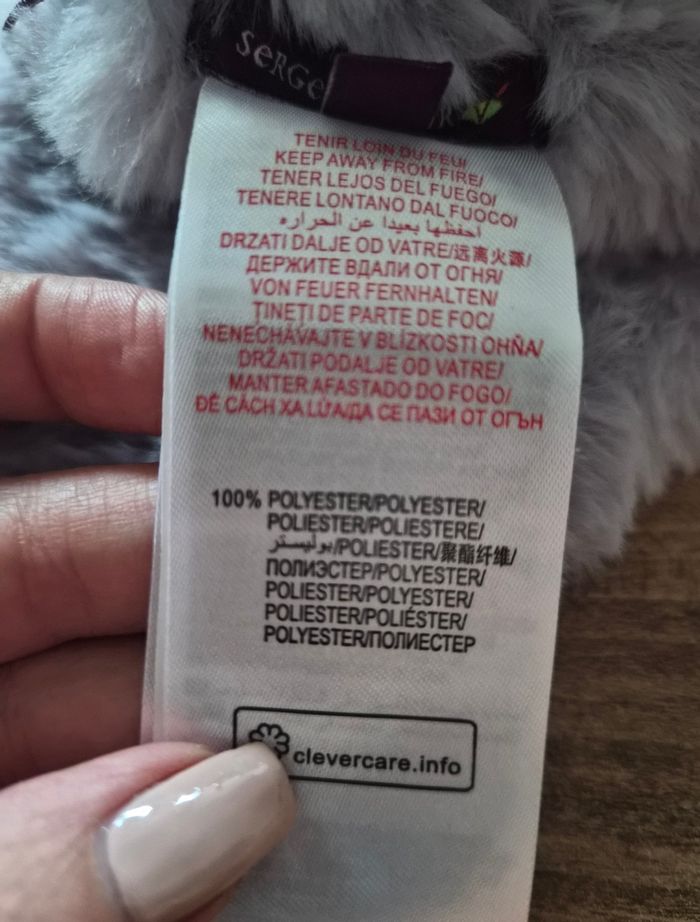 SERGE
TENIR LOIN DU FEU/
KEEP AWAY FROM FIRE/
TENER LEJOS DEL FUEGO/
TENERE LONTANO DAL FUOCO/
احفظها بعيدا عن الحراره
DRZATI DALJE OD VATRE/远离火源/
ДЕРЖИТЕ ВДАЛИ ОТ ОГНЯ/
VON FEUER FERNHALTEN/
ȚINEȚI DE PARTE DE FOC/
NENECHÁVAJTE V BLÍZKOSTI OHŇA/
DRŽATI PODALJE OD VATRE/
MANTER AFASTADO DO FOGO/
ĐỂ CÁCH XA LỬA/ДА СЕ ПАЗИ ОТ ОГЪН
100% POLYESTER/POLYESTER/
POLIESTER/POLIESTERE/
بوليستر/POLIESTER/聚酯纤维/
ПОЛИЭСТЕР/POLYESTER/
POLIESTER/POLYESTER/
POLIESTER/POLIÉSTER/
POLYESTER/ПОЛИЕСТЕР
clevercare.info